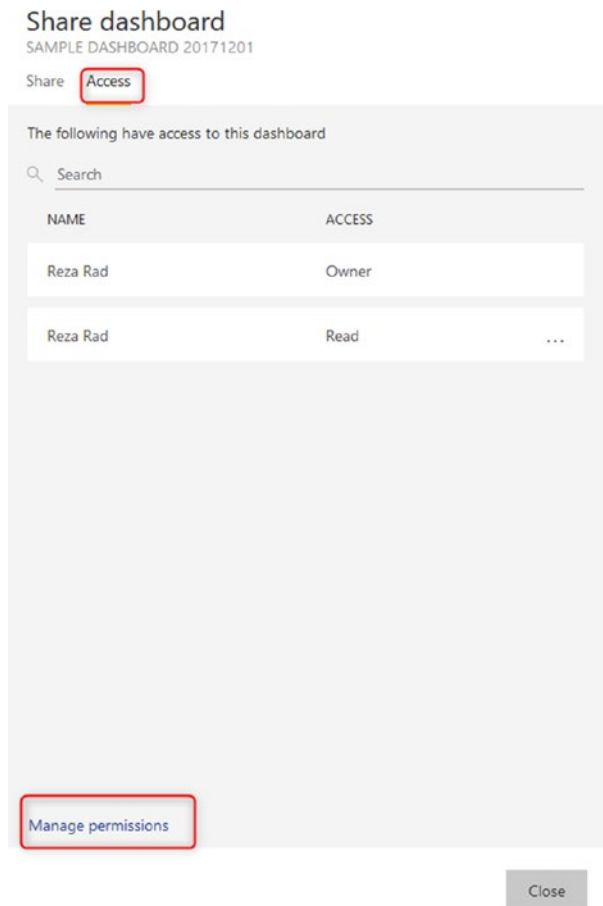 Share dashboard
SAMPLE DASHBOARD 20171201
Share Access
The following have access to this dashboard
Search
NAME ACCESS
Reza Rad Owner
Reza Rad Read ...
Manage permissions
Close